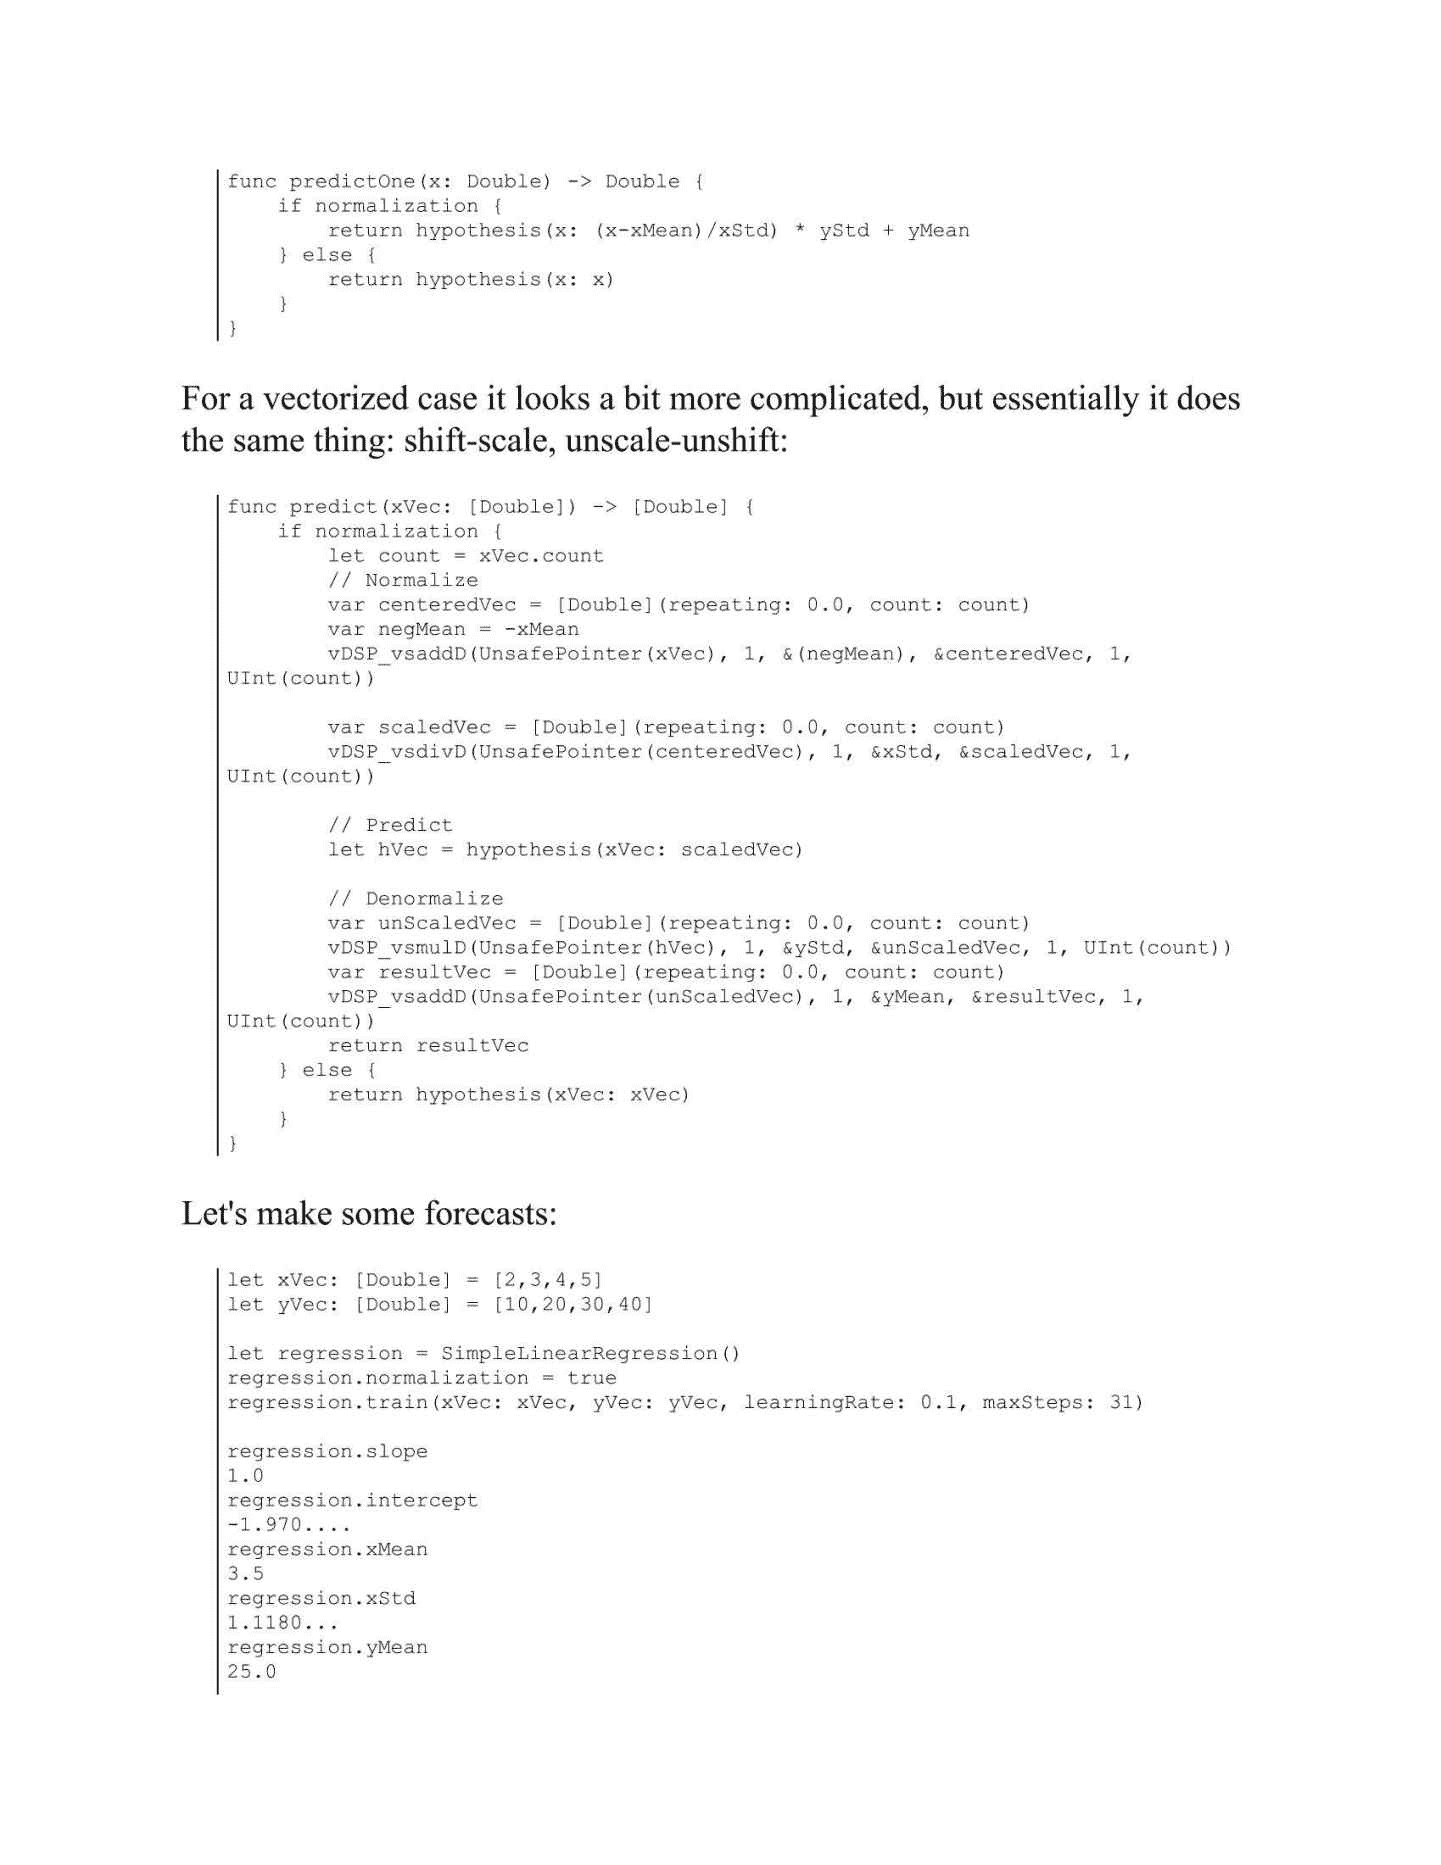 func predictOne(x: Double) -> Double {
    if normalization {
        return hypothesis(x: (x-xMean)/xStd) * yStd + yMean
    } else {
        return hypothesis(x: x)
    }
}
For a vectorized case it looks a bit more complicated, but essentially it does
the same thing: shift-scale, unscale-unshift:
func predict(xVec: [Double]) -> [Double] {
    if normalization {
        let count = xVec.count
        // Normalize
        var centeredVec = [Double](repeating: 0.0, count: count)
        var negMean = -xMean
        vDSP_vsaddD(UnsafePointer(xVec), 1, &(negMean), &centeredVec, 1,
UInt(count))
        var scaledVec = [Double](repeating: 0.0, count: count)
        vDSP_vsdivD(UnsafePointer(centeredVec), 1, &xStd, &scaledVec, 1,
UInt(count))
        // Predict
        let hVec = hypothesis(xVec: scaledVec)
        // Denormalize
        var unScaledVec = [Double](repeating: 0.0, count: count)
        vDSP_vsmulD(UnsafePointer(hVec), 1, &yStd, &unScaledVec, 1, UInt(count))
        var resultVec = [Double](repeating: 0.0, count: count)
        vDSP_vsaddD(UnsafePointer(unScaledVec), 1, &yMean, &resultVec, 1,
UInt(count))
        return resultVec
    } else {
        return hypothesis(xVec: xVec)
    }
}
Let's make some forecasts:
let xVec: [Double] = [2,3,4,5]
let yVec: [Double] = [10,20,30,40]
let regression = SimpleLinearRegression()
regression.normalization = true
regression.train(xVec: xVec, yVec: yVec, learningRate: 0.1, maxSteps: 31)
regression.slope
1.0
regression.intercept
-1.970....
regression.xMean
3.5
regression.xStd
1.1180...
regression.yMean
25.0